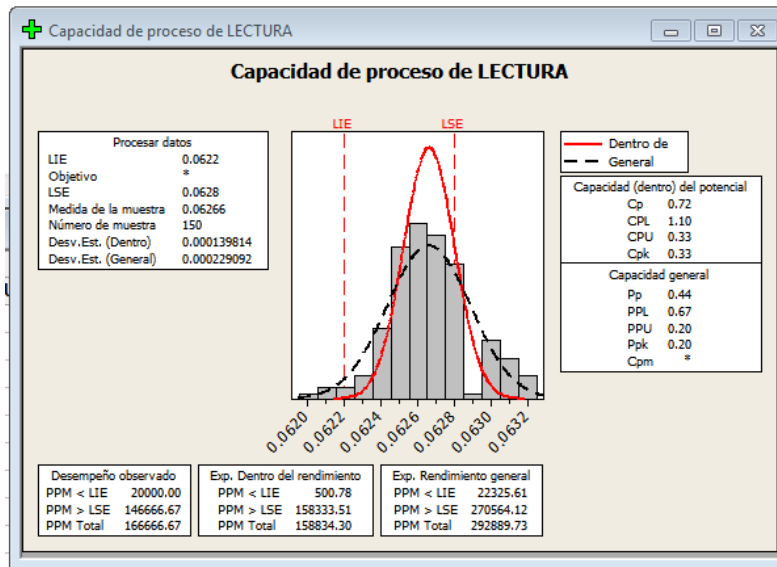 Capacidad de proceso de LECTURA
Capacidad de proceso de LECTURA
Procesar datos
LIE 0.0622
Objetivo *
LSE 0.0628
Medida de la muestra 0.06266
Número de muestra 150
Desv.Est. (Dentro) 0.000139814
Desv.Est. (General) 0.000229092
LIE LSE
Dentro de
General
Capacidad (dentro) del potencial
Cp 0.72
CPL 1.10
CPU 0.33
Cpk 0.33
Capacidad general
Pp 0.44
PPL 0.67
PPU 0.20
Ppk 0.20
Cpm *
0.0620 0.0622 0.0624 0.0626 0.0628 0.0630 0.0632
Desempeño observado
PPM < LIE 20000.00
PPM > LSE 146666.67
PPM Total 166666.67
Exp. Dentro del rendimiento
PPM < LIE 500.78
PPM > LSE 158333.51
PPM Total 158834.30
Exp. Rendimiento general
PPM < LIE 22325.61
PPM > LSE 270564.12
PPM Total 292889.73